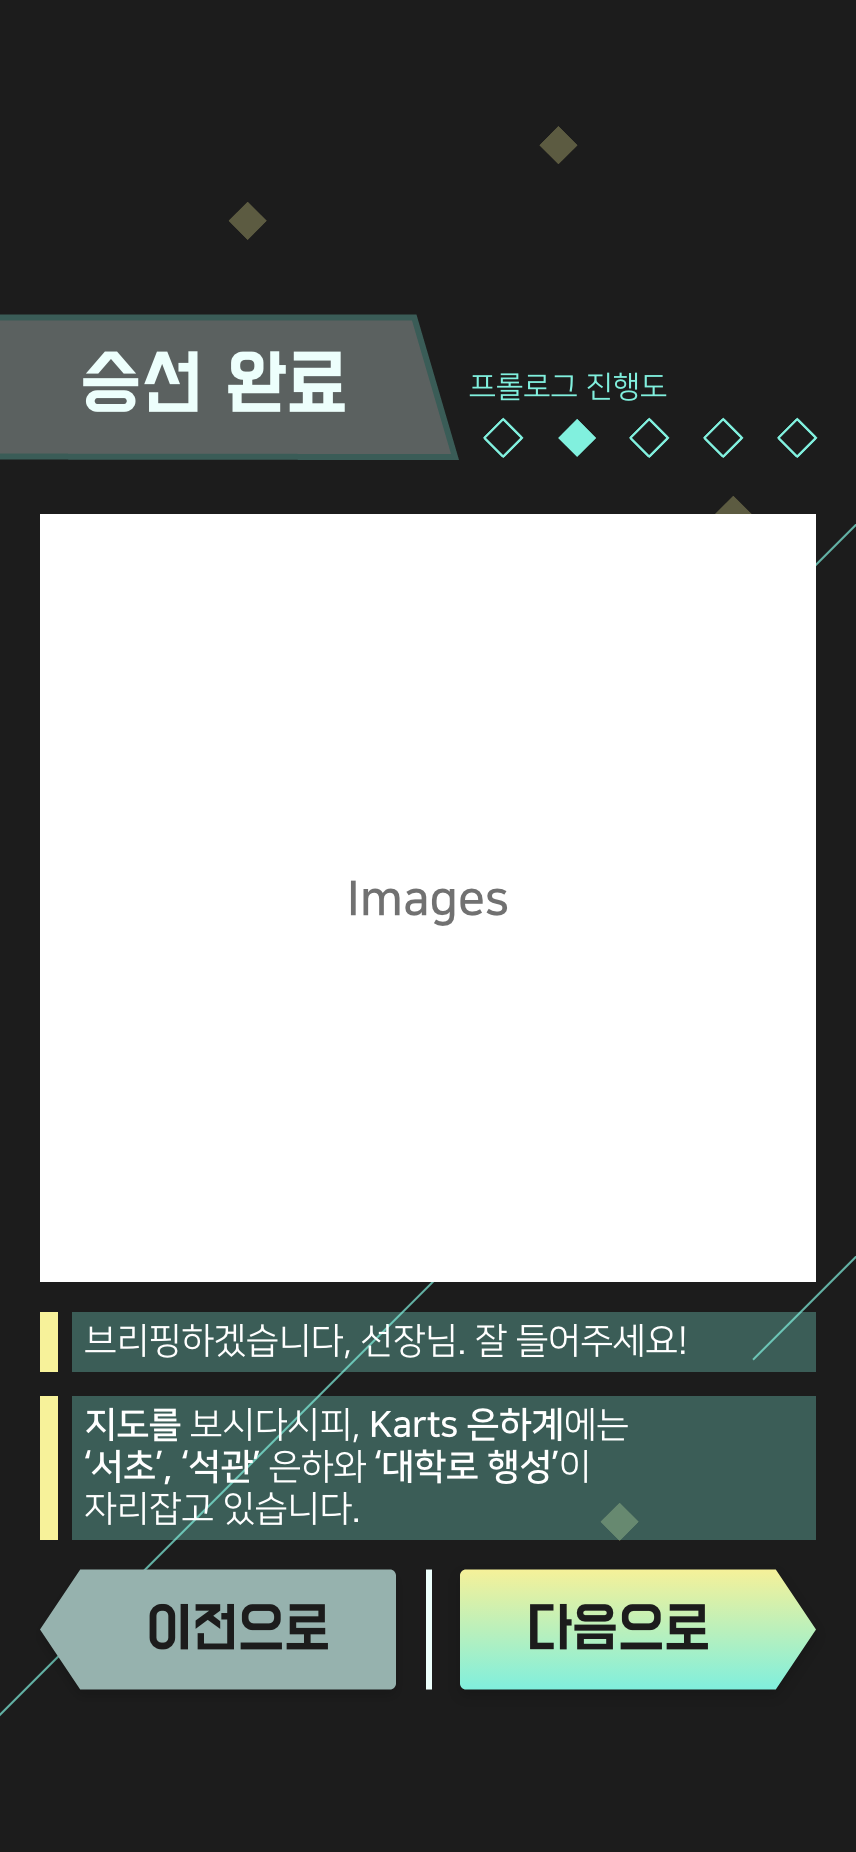 승선 완료
프롤로그 진행도
Images
브리핑하겠습니다, 선장님. 잘 들어주세요!
지도를 보시다시피, Karts 은하계에는
‘서초’, ‘석관’ 은하와 ‘대학로 행성’이
자리잡고 있습니다.
이전으로
다음으로